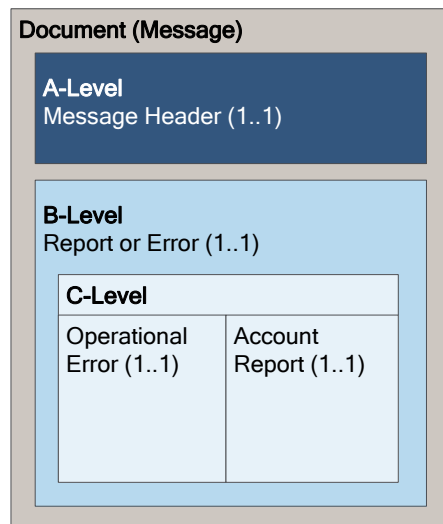 Document (Message)
A-Level
Message Header (1..1)
B-Level
Report or Error (1..1)
C-Level
Operational
Error (1..1)
Account
Report (1..1)